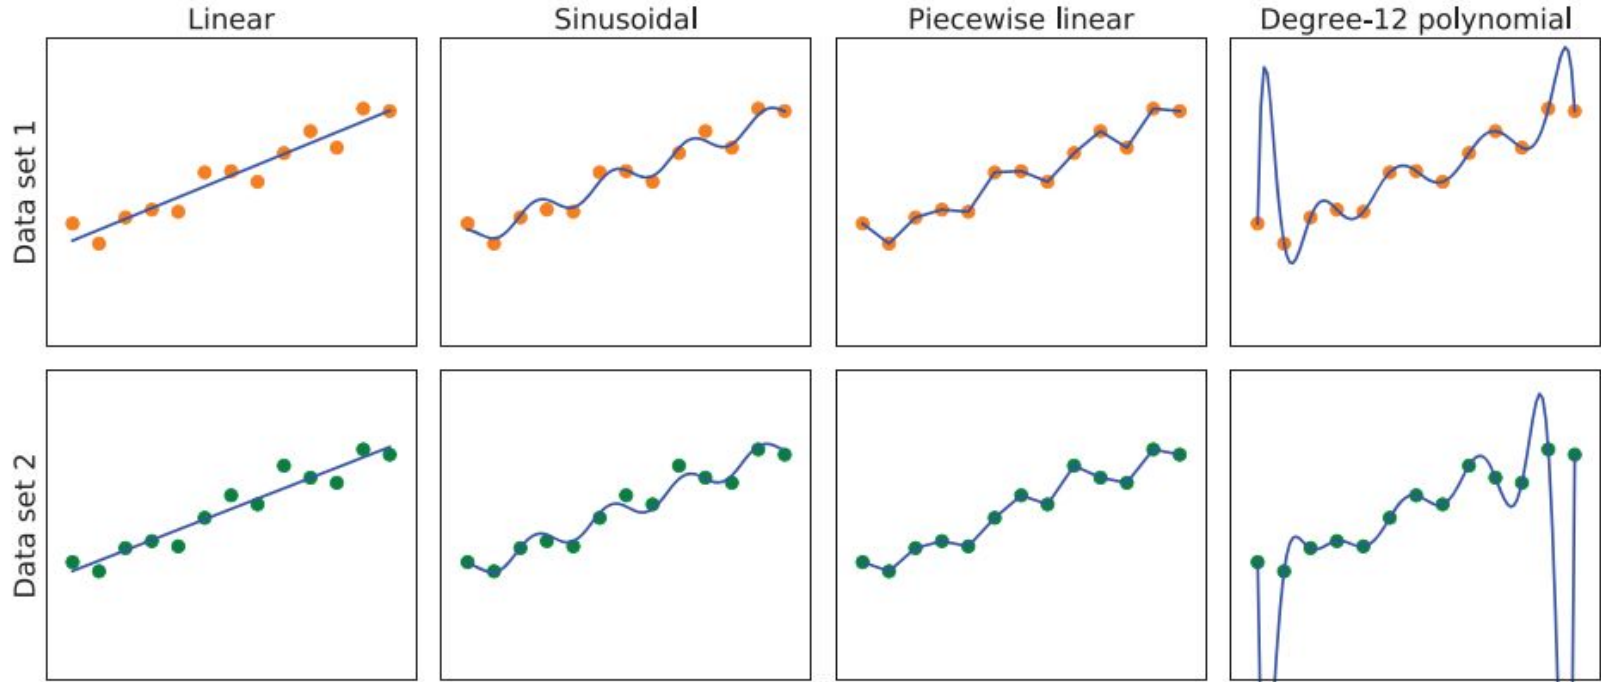 Linear
Sinusoidal
Piecewise linear
Degree-12 polynomial
Data set 1
Data set 2